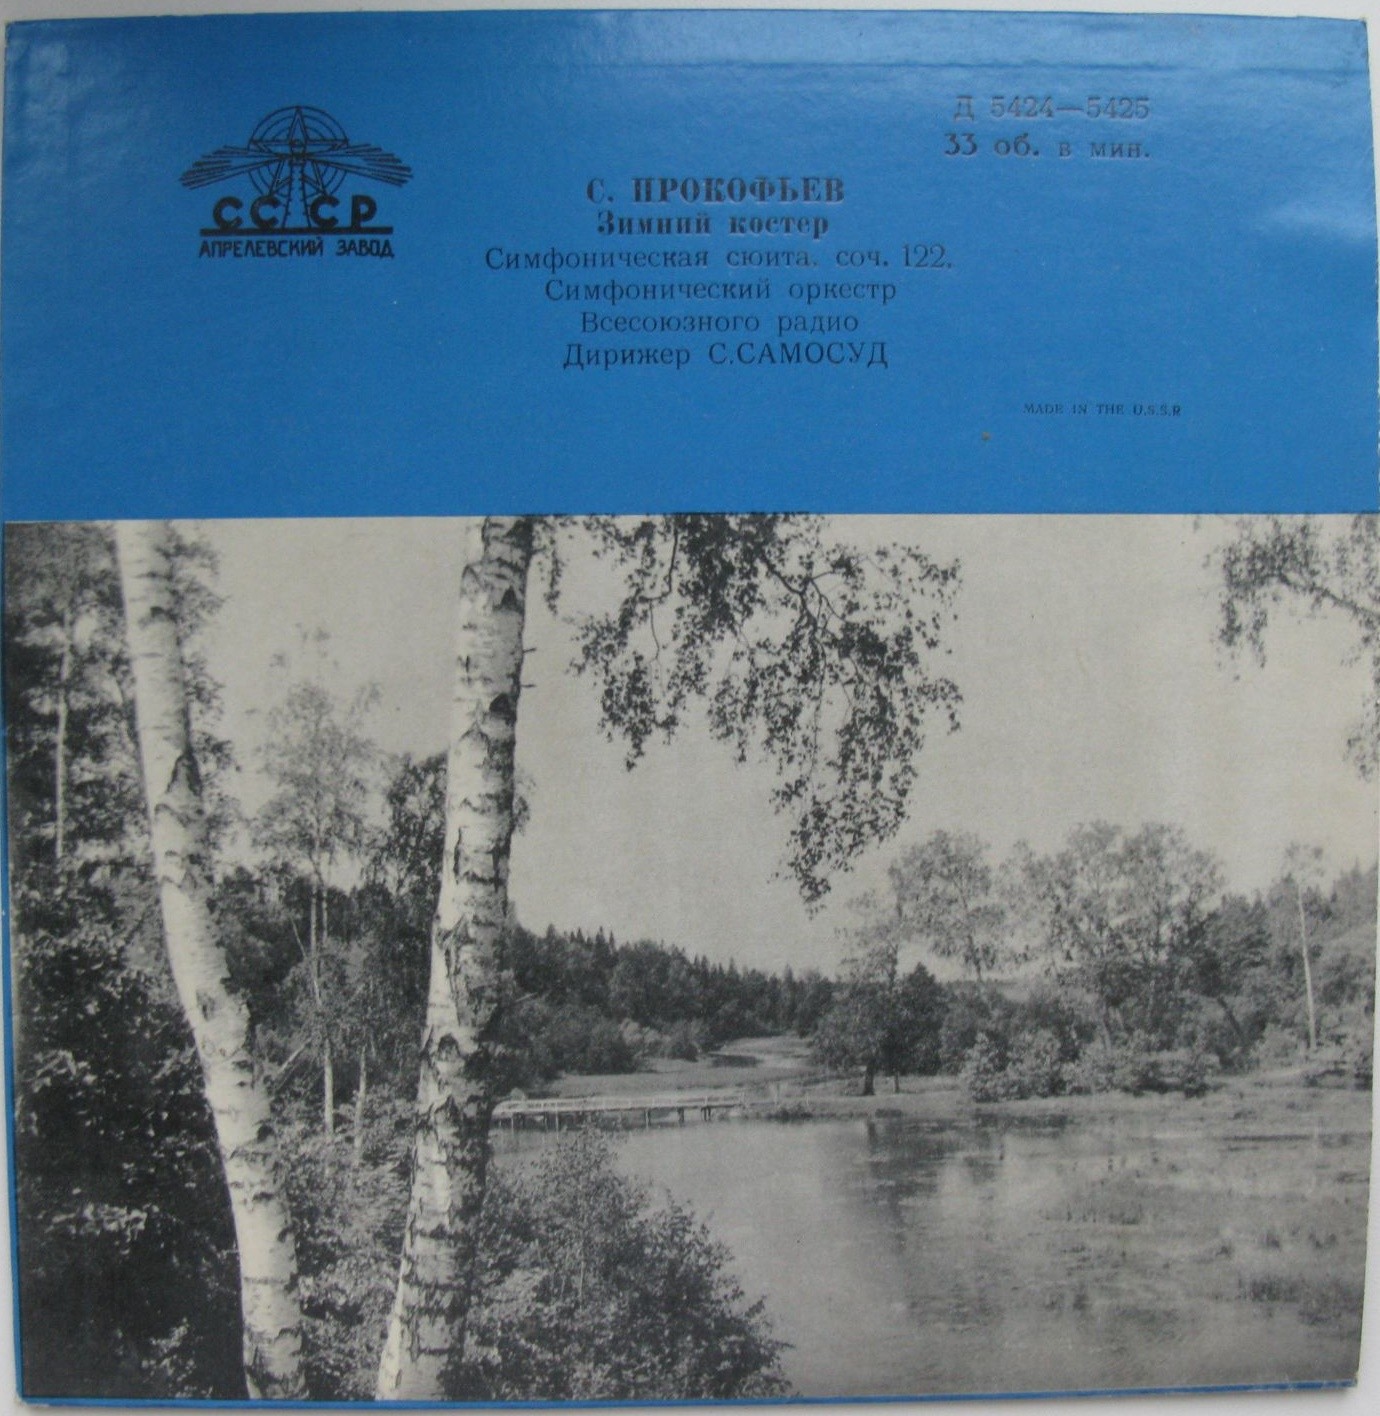 Д 5424—5425
33 об. в мин.
СССР
АПРЕЛЕВСКИЙ ЗАВОД
С. ПРОКОФЬЕВ
Зимний костер
Симфоническая сюита, соч. 122.
Симфонический оркестр
Всесоюзного радио
Дирижер С.САМОСУД
MADE IN THE U.S.S.R